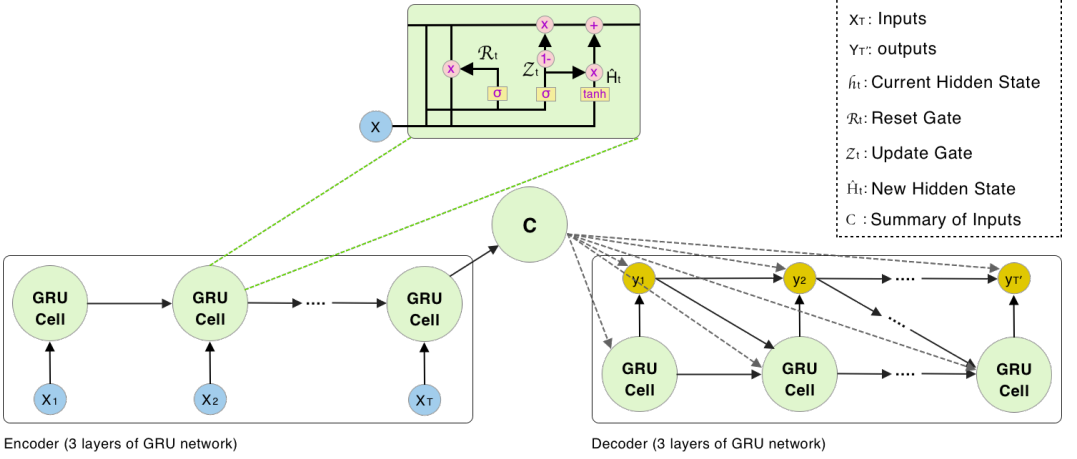 x
+
ℛt
1-
x
𝒵t
x
Ĥt
σ
σ
tanh
X
XT: Inputs
YT': outputs
ht: Current Hidden State
ℛt: Reset Gate
𝒵t: Update Gate
Ĥt: New Hidden State
C : Summary of Inputs
C
GRU
Cell
GRU
Cell
....
GRU
Cell
X1
X2
XT
y1
y2
....
yT'
....
GRU
Cell
GRU
Cell
....
GRU
Cell
Encoder (3 layers of GRU network)
Decoder (3 layers of GRU network)